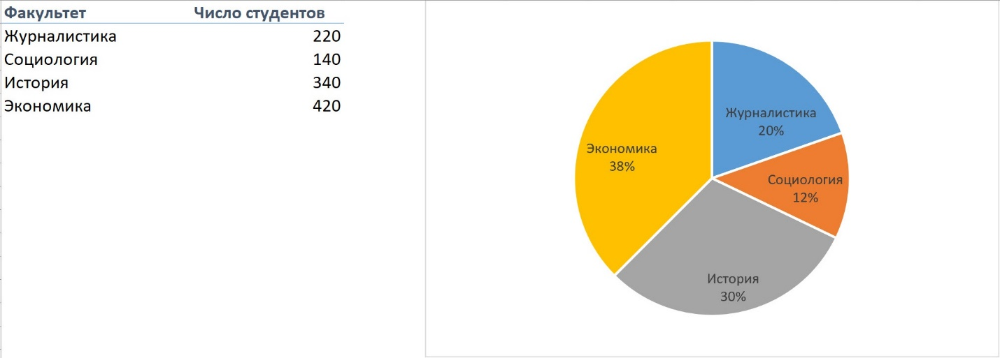 Факультет Число студентов
Журналистика 220
Социология 140
История 340
Экономика 420
Журналистика
20%
Экономика
38%
Социология
12%
История
30%